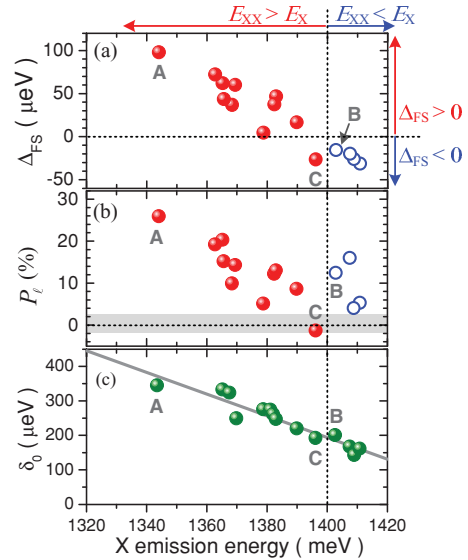 E_XX > E_X E_XX < E_X
(a)
100
50
0
-50
Δ_FS (μeV)
A
B
C
Δ_FS > 0
Δ_FS < 0
(b)
30
20
10
0
P_ℓ (%)
A
B
C
(c)
400
300
200
100
0
δ_0 (μeV)
A
B
C
1320 1340 1360 1380 1400 1420
X emission energy ( meV )